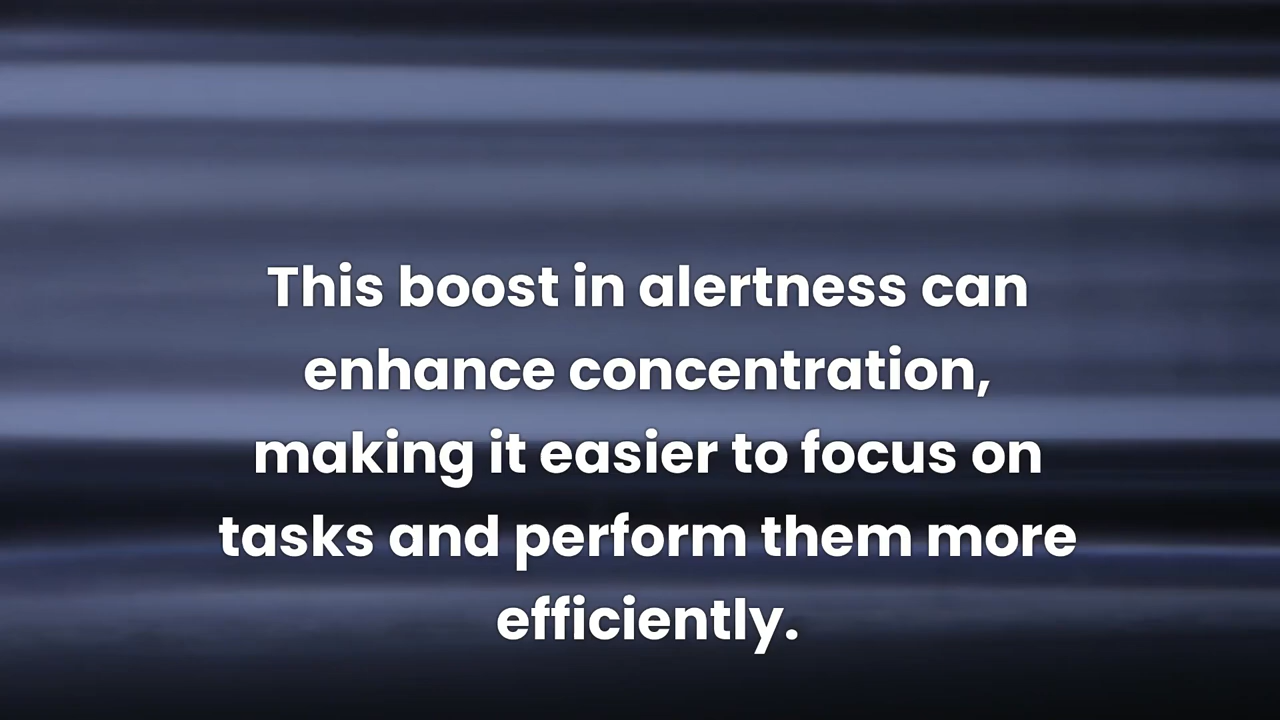 This boost in alertness can
enhance concentration,
making it easier to focus on
tasks and perform them more
efficiently.